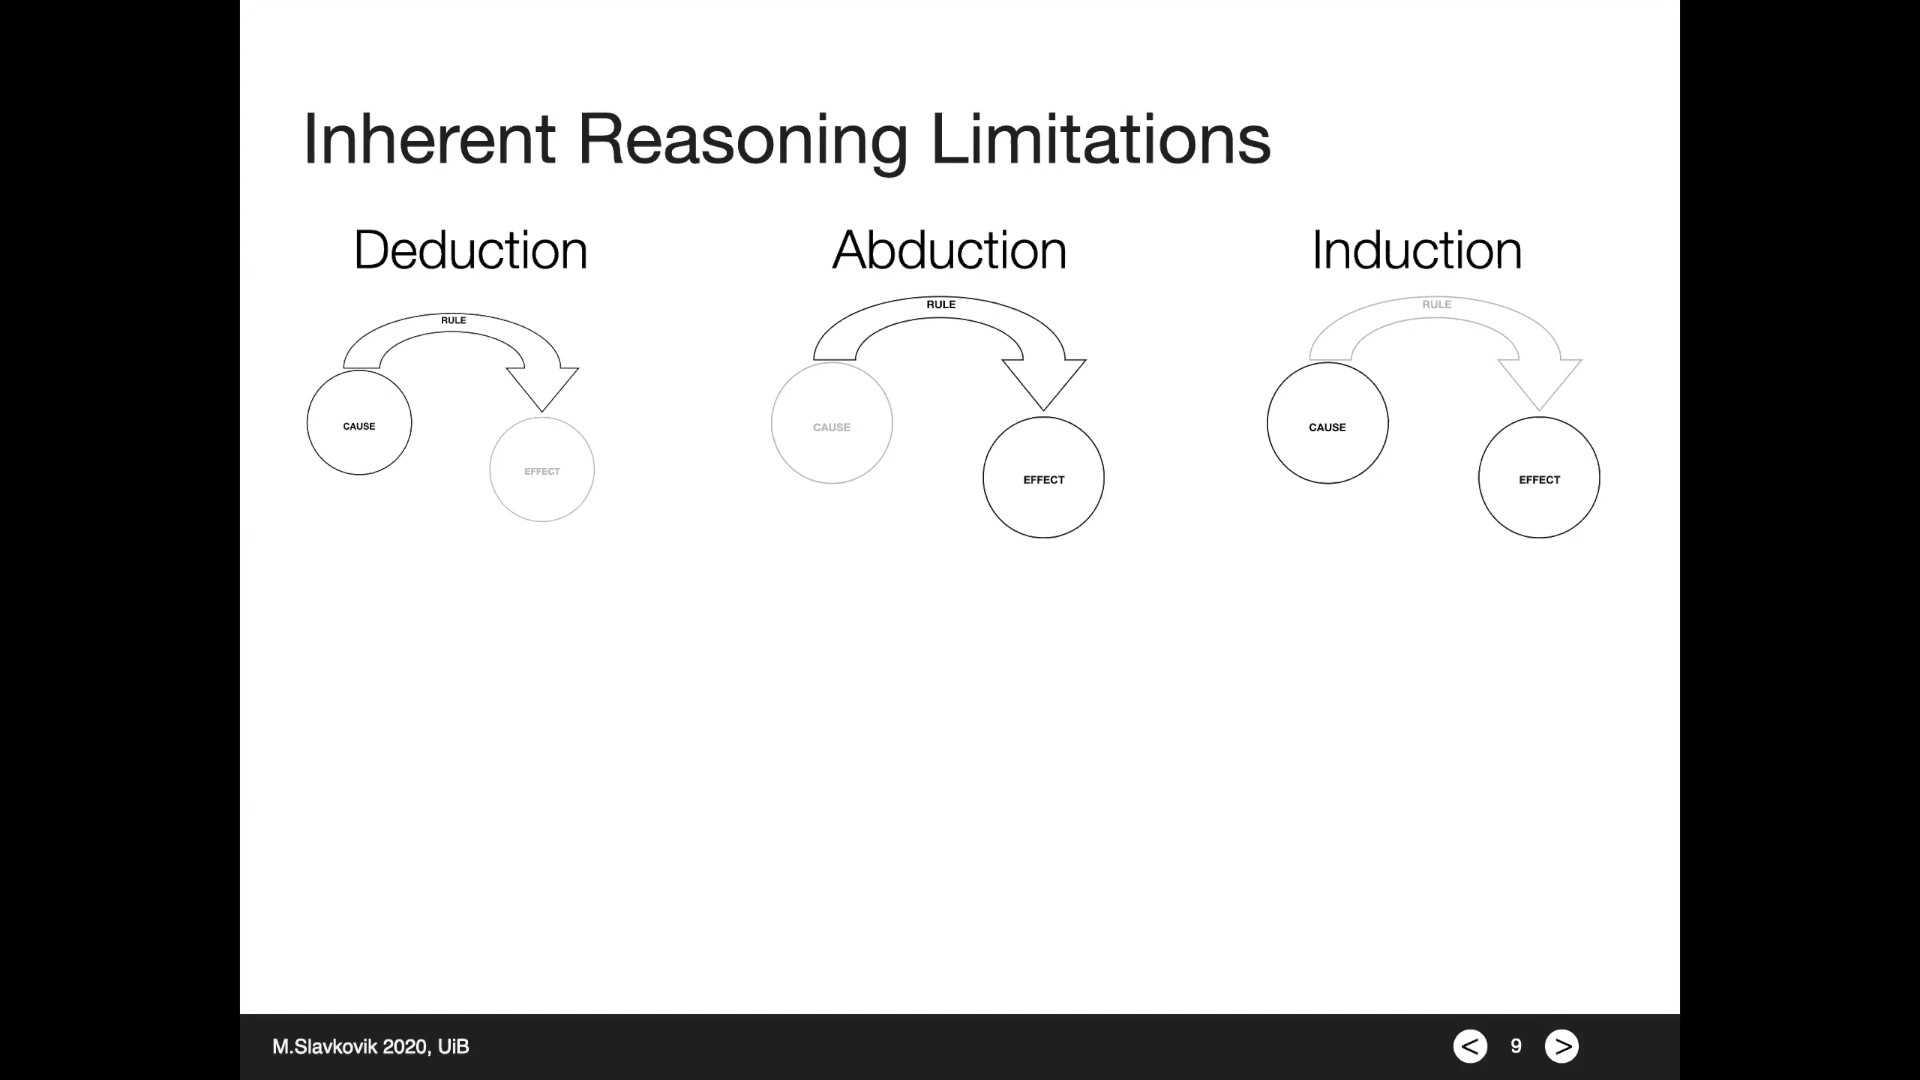 Inherent Reasoning Limitations
Deduction
RULE
CAUSE
EFFECT
Abduction
RULE
CAUSE
EFFECT
Induction
RULE
CAUSE
EFFECT
M.Slavkovik 2020, UiB
< 9 >